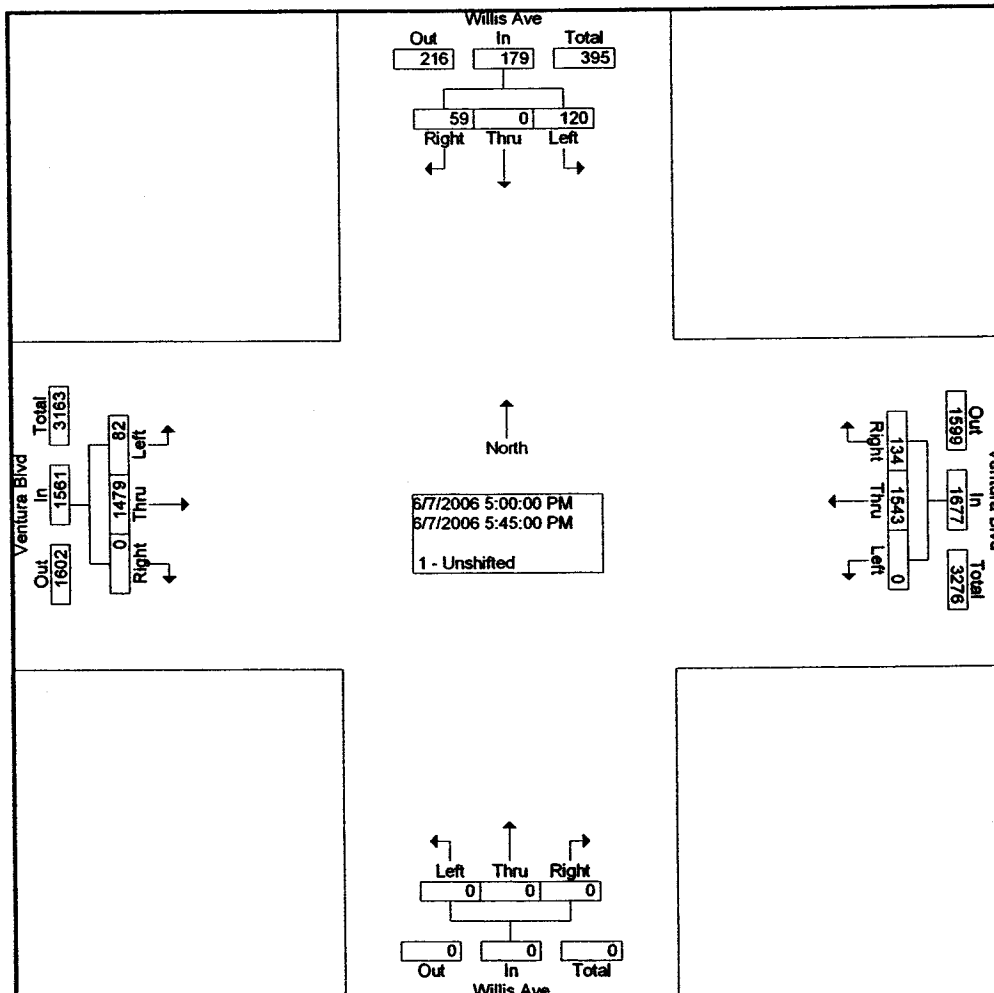 Willis Ave
Out In Total
216 179 395
59 0 120
Right Thru Left
Ventura Blvd
Total In Out
3163 1561 1602
82 1479 0
Left Thru Right
North
6/7/2006 5:00:00 PM
6/7/2006 5:45:00 PM
1 - Unshifted
Right Thru Left
134 1543 0
Out In Total
1599 1677 3276
Left Thru Right
0 0 0
0 0 0
Out In Total
Willis Ave